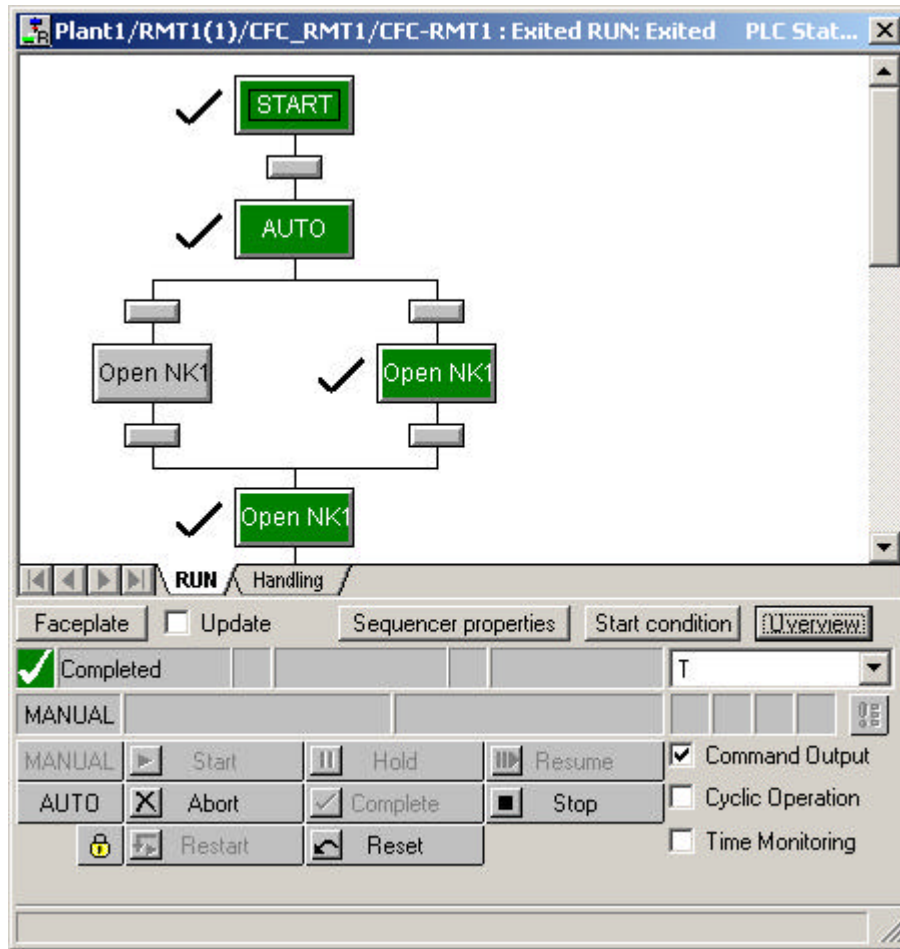 Plant1/RMT1(1)/CFC_RMT1/CFC-RMT1 : Exited RUN: Exited PLC Stat...
START
AUTO
Open NK1 Open NK1
Open NK1
RUN Handling
Faceplate Update Sequencer properties Start condition Overview
Completed T
MANUAL
MANUAL Start Hold Resume Command Output
AUTO Abort Complete Stop Cyclic Operation
Restart Reset Time Monitoring